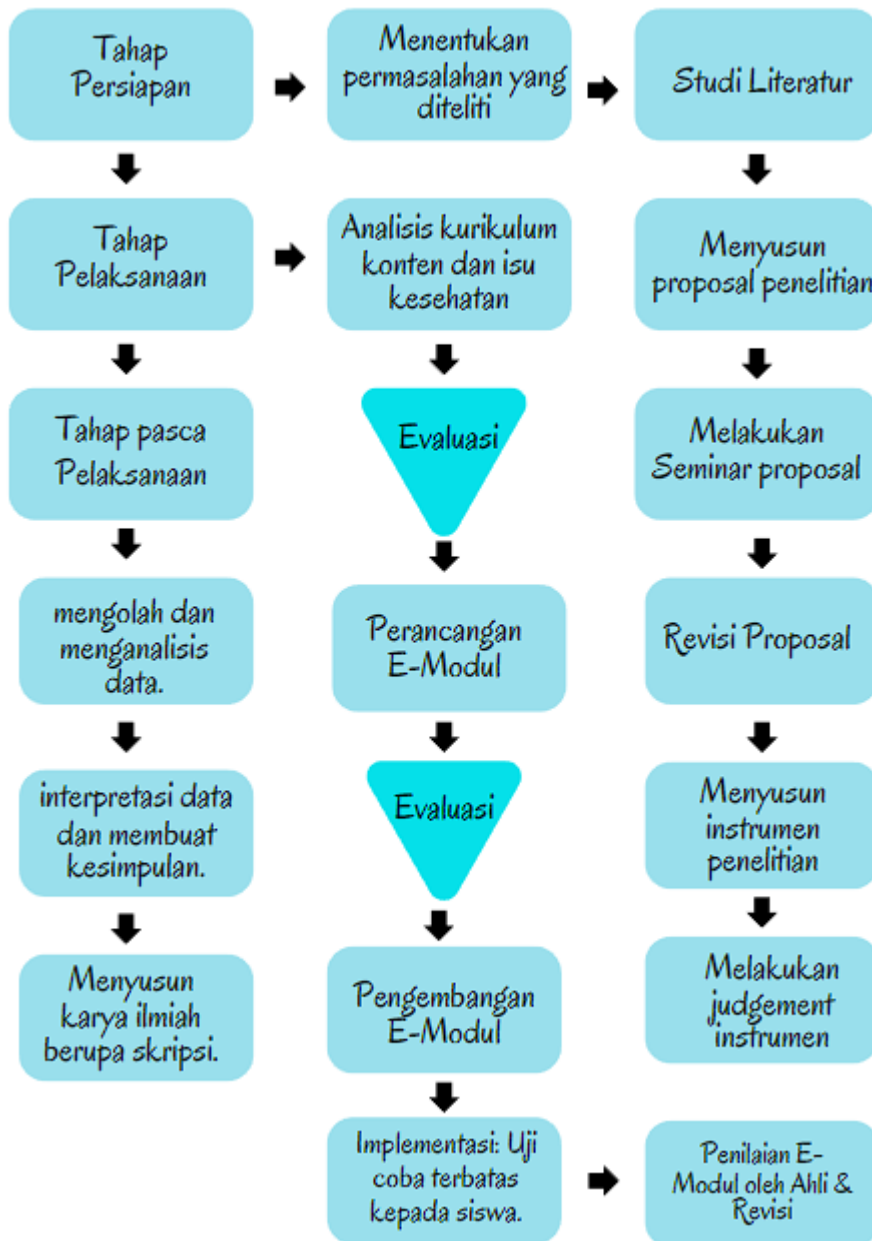 Tahap
Persiapan
Menentukan
permasalahan yang
diteliti
Studi Literatur
Tahap
Pelaksanaan
Analisis kurikulum
konten dan isu
kesehatan
Menyusun
proposal penelitian
Tahap pasca
Pelaksanaan
Evaluasi
Melakukan
Seminar proposal
mengolah dan
menganalisis
data.
Perancangan
E-Modul
Revisi Proposal
interpretasi data
dan membuat
kesimpulan.
Evaluasi
Menyusun
instrumen
penelitian
Menyusun
karya ilmiah
berupa skripsi.
Pengembangan
E-Modul
Melakukan
judgement
instrumen
Implementasi: Uji
coba terbatas
kepada siswa.
Penilaian E-
Modul oleh Ahli &
Revisi